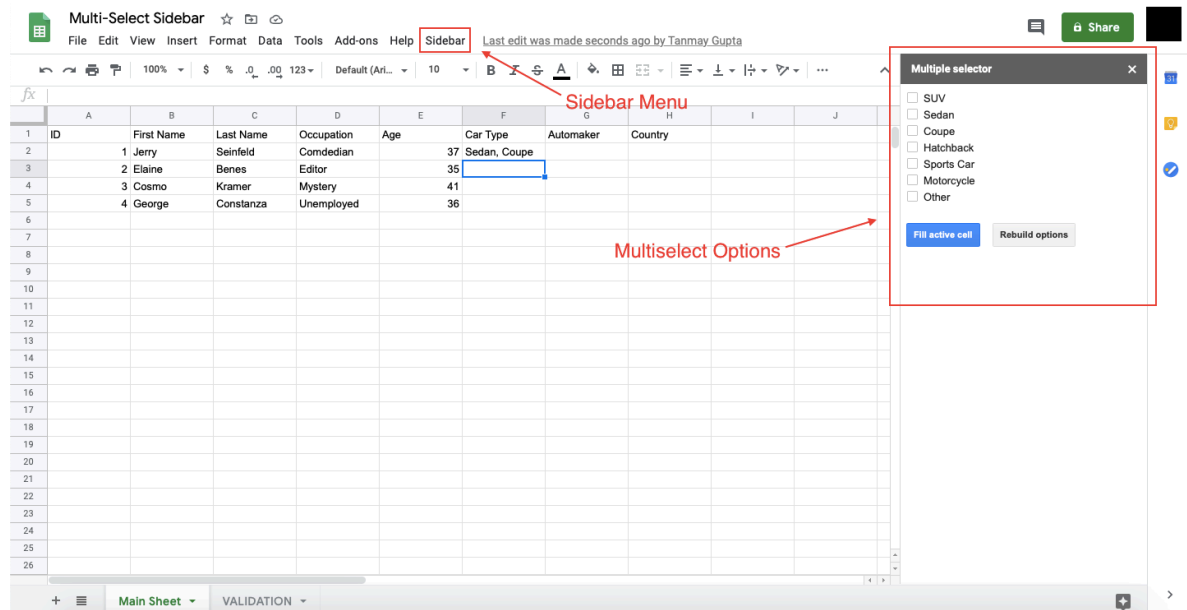 Multi-Select Sidebar
File Edit View Insert Format Data Tools Add-ons Help Sidebar Last edit was made seconds ago by Tanmay Gupta
Share
100% $ % .0 .00 123 Default (Ari... 10 B I S A ...
fx
Sidebar Menu
A B C D E F G H I J
1 ID First Name Last Name Occupation Age Car Type Automaker Country
2 1 Jerry Seinfeld Comdedian 37 Sedan, Coupe
3 2 Elaine Benes Editor 35
4 3 Cosmo Kramer Mystery 41
5 4 George Constanza Unemployed 36
6
7
8
9
10
11
12
13
14
15
16
17
18
19
20
21
22
23
24
25
26
Multiselect Options
Multiple selector
SUV
Sedan
Coupe
Hatchback
Sports Car
Motorcycle
Other
Fill active cell Rebuild options
31
Main Sheet VALIDATION